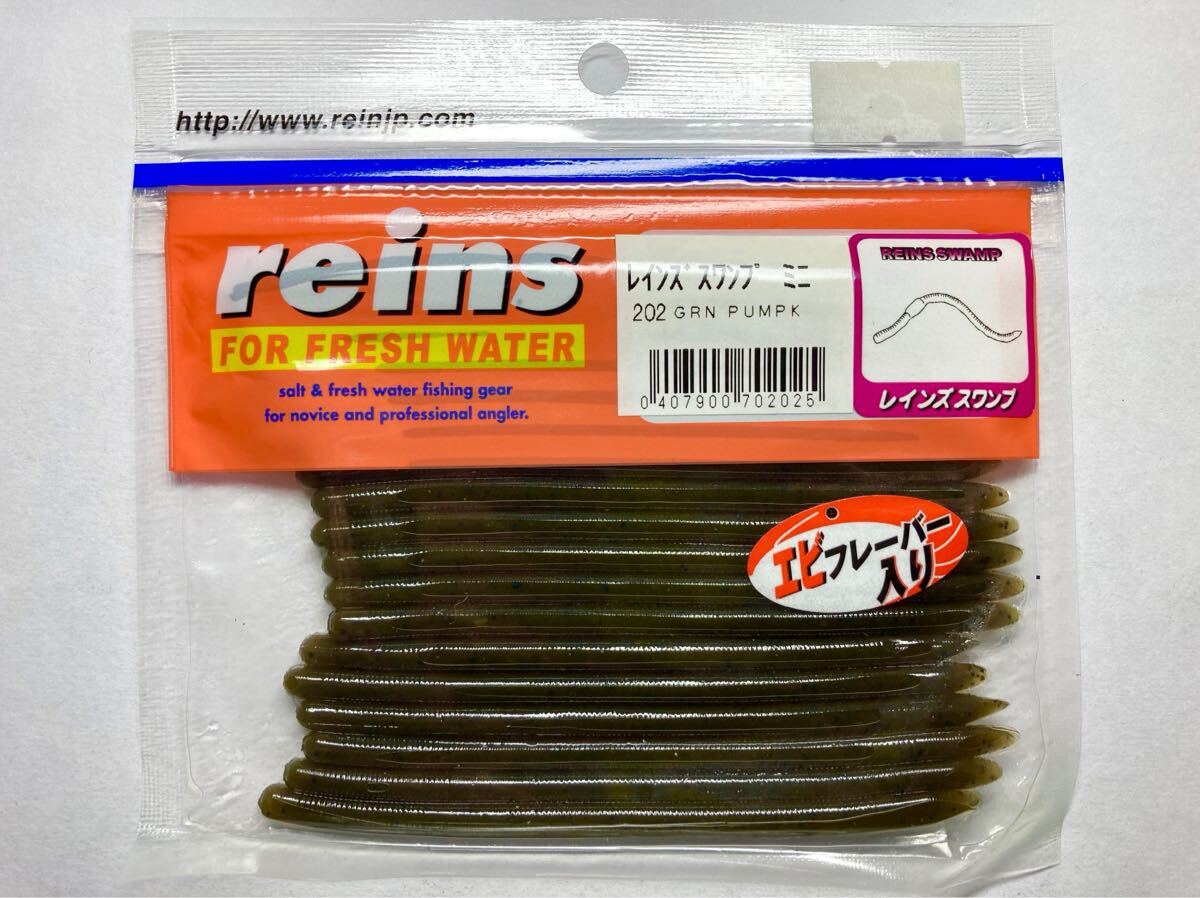 http://www.reinjp.com
reins
FOR FRESH WATER
salt & fresh water fishing gear
for novice and professional angler.
レインズスワンプ ミニ
202 GRN PUMPK
0 407900 702025
REINS SWAMP
レインズスワンプ
エビフレーバー
入り